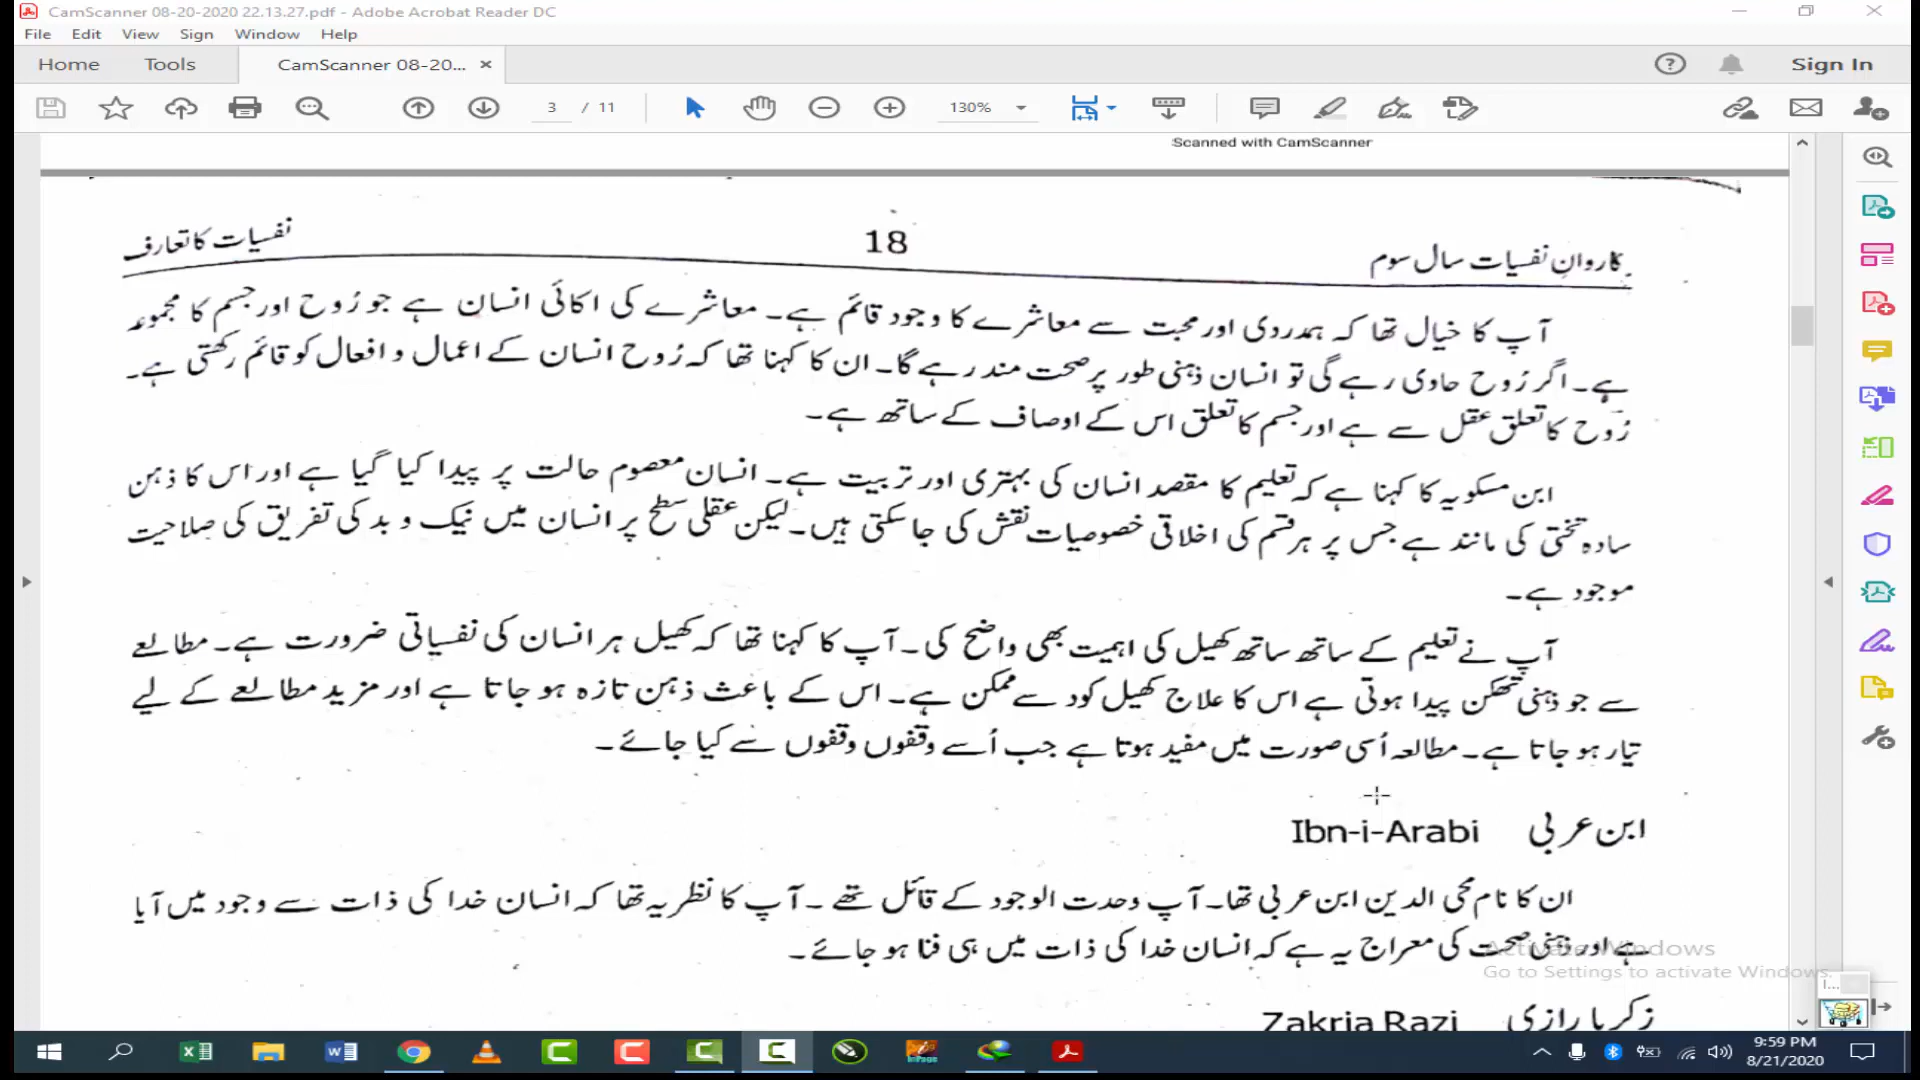 CamScanner 08-20-2020 22.13.27.pdf - Adobe Acrobat Reader DC
File Edit View Sign Window Help
Home Tools CamScanner 08-20... × Sign In
3 / 11 130%
Scanned with CamScanner
کاروانِ نفسیات سال سوم 18 نفسیات کا تعارف
آپ کا خیال تھا کہ ہمدردی اور محبت سے معاشرے کا وجود قائم ہے۔ معاشرے کی اکائی انسان ہے جو رُوح اور جسم کا مجموعہ
ہے۔ اگر رُوح حاوی رہے گی تو انسان ذہنی طور پر صحت مند رہے گا۔ ان کا کہنا تھا کہ رُوح انسان کے اعمال و افعال کو قائم رکھتی ہے۔
رُوح کا تعلق عقل سے ہے اور جسم کا تعلق اس کے اوصاف کے ساتھ ہے۔
ابن مسکویہ کا کہنا ہے کہ تعلیم کا مقصد انسان کی بہتری اور تربیت ہے۔ انسان معصوم حالت پر پیدا کیا گیا ہے اور اس کا ذہن
سادہ تختی کی مانند ہے جس پر ہر قسم کی اخلاقی خصوصیات نقش کی جا سکتی ہیں۔ لیکن عقلی سطح پر انسان میں نیک و بد کی تفریق کی صلاحیت
موجود ہے۔
آپ نے تعلیم کے ساتھ ساتھ کھیل کی اہمیت بھی واضح کی۔ آپ کا کہنا تھا کہ کھیل ہر انسان کی نفسیاتی ضرورت ہے۔ مطالعے
سے جو ذہنی تھکن پیدا ہوتی ہے اس کا علاج کھیل کود سے ممکن ہے۔ اس کے باعث ذہن تازہ ہو جاتا ہے اور مزید مطالعے کے لیے
تیار ہو جاتا ہے۔ مطالعہ اُسی صورت میں مفید ہوتا ہے جب اُسے وقفوں وقفوں سے کیا جائے۔
ابن عربی Ibn-i-Arabi
ان کا نام محی الدین ابن عربی تھا۔ آپ وحدت الوجود کے قائل تھے۔ آپ کا نظریہ تھا کہ انسان خدا کی ذات سے وجود میں آیا
ہے اور ذہنی صحت کی معراج یہ ہے کہ انسان خدا کی ذات میں ہی فنا ہو جائے۔
Activate Windows
Go to Settings to activate Windows.
زکریا رازی Zakria Razi
9:59 PM
8/21/2020